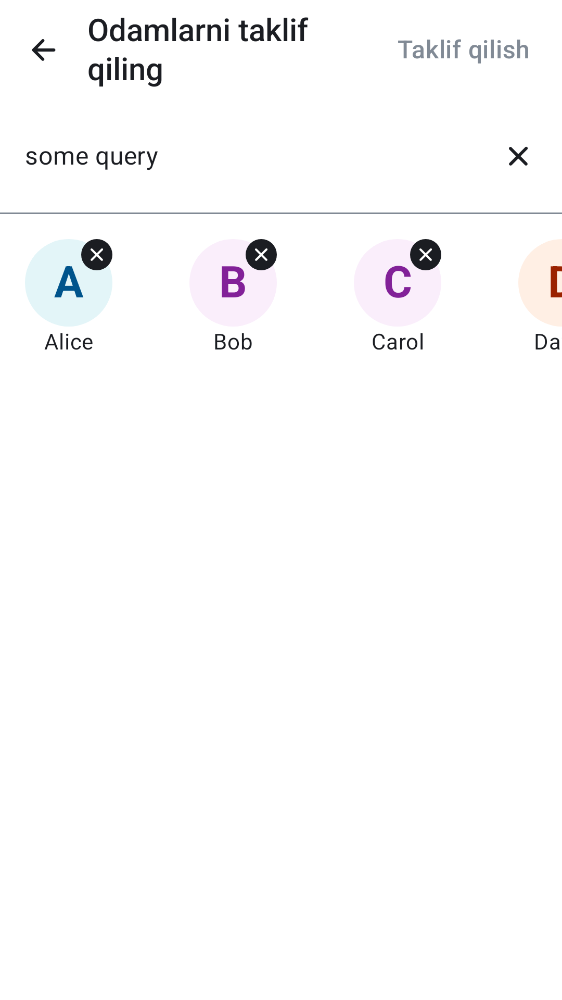 Odamlarni taklif
qiling
Taklif qilish
some query
A
B
C
Alice
Bob
Carol
Da